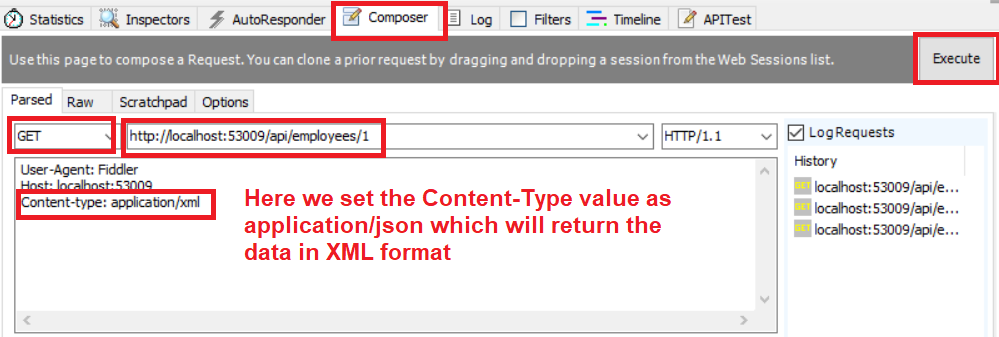 Statistics Inspectors AutoResponder Composer Log Filters Timeline APITest
Use this page to compose a Request. You can clone a prior request by dragging and dropping a session from the Web Sessions list. Execute
Parsed Raw Scratchpad Options
GET http://localhost:53009/api/employees/1 HTTP/1.1 Log Requests
User-Agent: Fiddler
Host: localhost:53009
Content-type: application/xml
Here we set the Content-Type value as
application/json which will return the
data in XML format
History
GET localhost:53009/api/e...
GET localhost:53009/api/e...
GET localhost:53009/api/e...